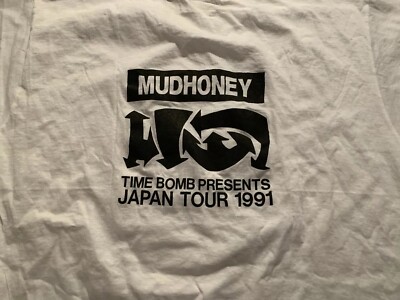 MUDHONEY
TIME BOMB PRESENTS
JAPAN TOUR 1991